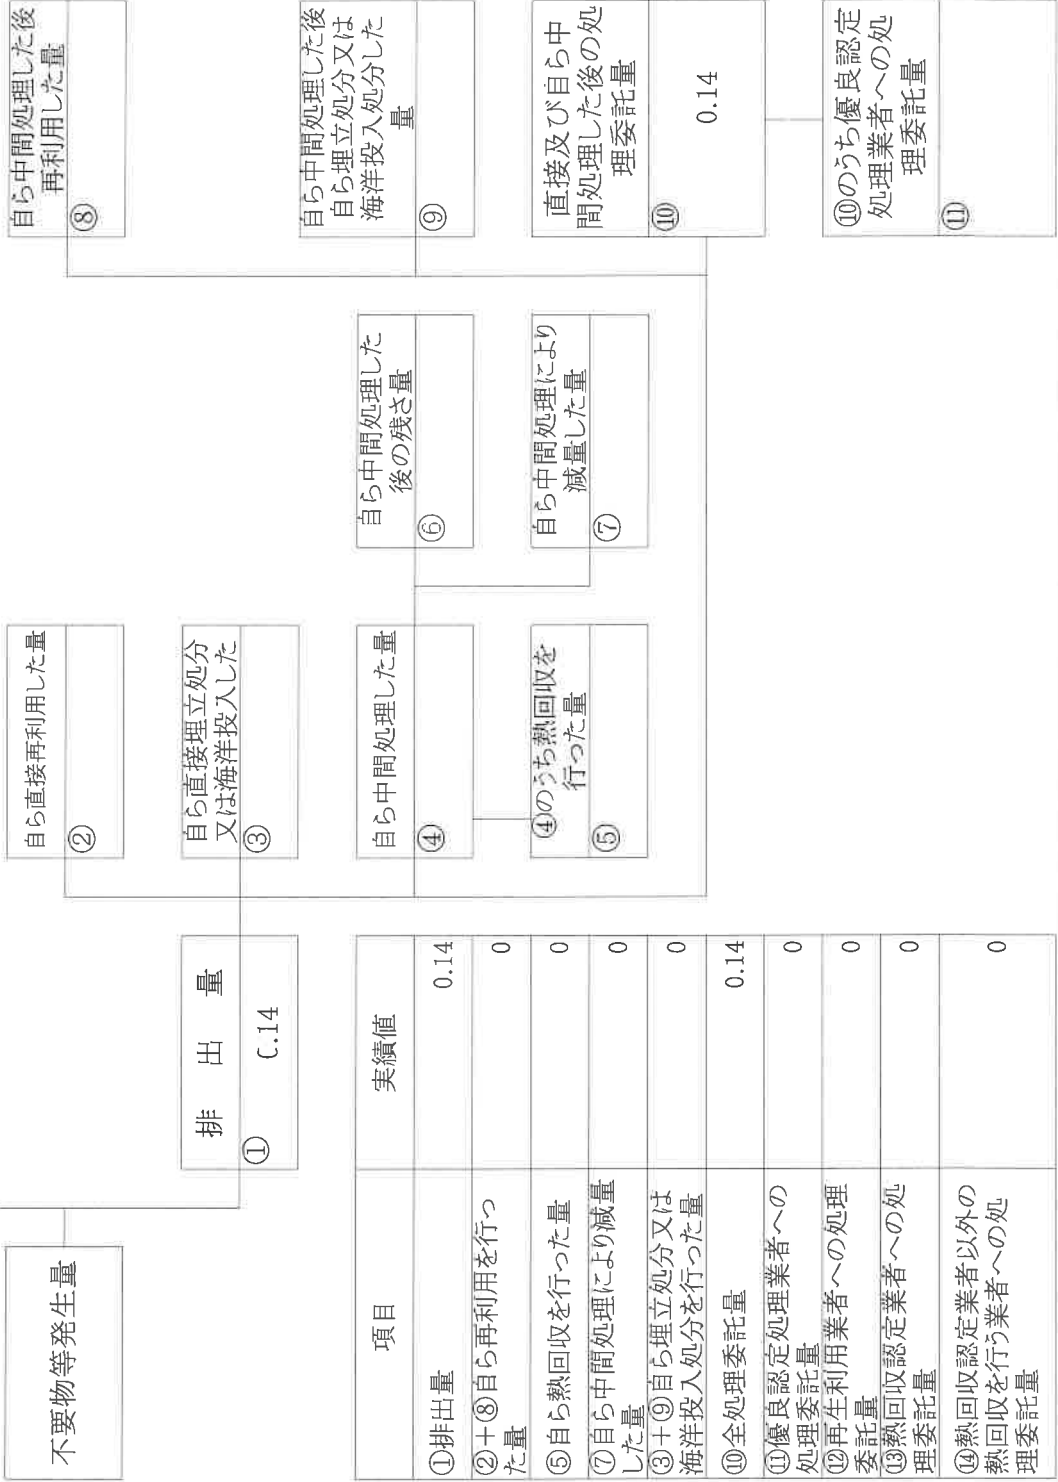 不要物等発生量
排 出 量
①
C.14
自ら直接再利用した量
②
自ら直接埋立処分
又は海洋投入した
③
自ら中間処理した量
④
④のうち熱回収を
行った量
⑤
自ら中間処理した
後の残さ量
⑥
自ら中間処理により
減量した量
⑦
自ら中間処理した後
再利用した量
⑧
自ら中間処理した後
自ら埋立処分又は
海洋投入処分した
量
⑨
直接及び自ら中
間処理した後の処
理委託量
⑩
0.14
⑩のうち優良認定
処理業者への処
理委託量
⑪
項目 実績値
①排出量 0.14
②+⑧自ら再利用を行っ
た量 0
⑤自ら熱回収を行った量 0
⑦自ら中間処理により減量
した量 0
③+⑨自ら埋立処分又は
海洋投入処分を行った量 0
⑩全処理委託量 0.14
⑪優良認定処理業者への
処理委託量 0
⑫再生利用業者への処理
委託量 0
⑬熱回収認定業者への処
理委託量 0
⑭熱回収認定業者以外の
熱回収を行う業者への処
理委託量 0